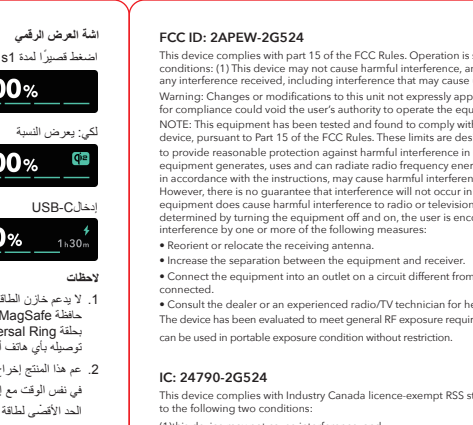 اشة العرض الرقمي
اضغط قصيرًا لمدة s1
00%
لكي: يعرض النسبة
00%
Qi2
إدخالUSB-C
0%
1h30m
لاحظات
1. لا يدعم خازن الطاقة
حافظة MagSafe
بحلقة ersal Ring
توصيله بأي هاتف أ
2. عم هذا المنتج إخراج
في نفس الوقت مع إ
الحد الأقصى لطاقة
FCC ID: 2APEW-2G524
This device complies with part 15 of the FCC Rules. Operation is s
conditions: (1) This device may not cause harmful interference, an
any interference received, including interference that may cause
Warning: Changes or modifications to this unit not expressly app
for compliance could void the user's authority to operate the equ
NOTE: This equipment has been tested and found to comply with
device, pursuant to Part 15 of the FCC Rules. These limits are des
to provide reasonable protection against harmful interference in
equipment generates, uses and can radiate radio frequency ener
in accordance with the instructions, may cause harmful interferen
However, there is no guarantee that interference will not occur in
equipment does cause harmful interference to radio or television
determined by turning the equipment off and on, the user is enco
interference by one or more of the following measures:
• Reorient or relocate the receiving antenna.
• Increase the separation between the equipment and receiver.
• Connect the equipment into an outlet on a circuit different from
connected.
• Consult the dealer or an experienced radio/TV technician for he
The device has been evaluated to meet general RF exposure requir
can be used in portable exposure condition without restriction.
IC: 24790-2G524
This device complies with Industry Canada licence-exempt RSS st
to the following two conditions: